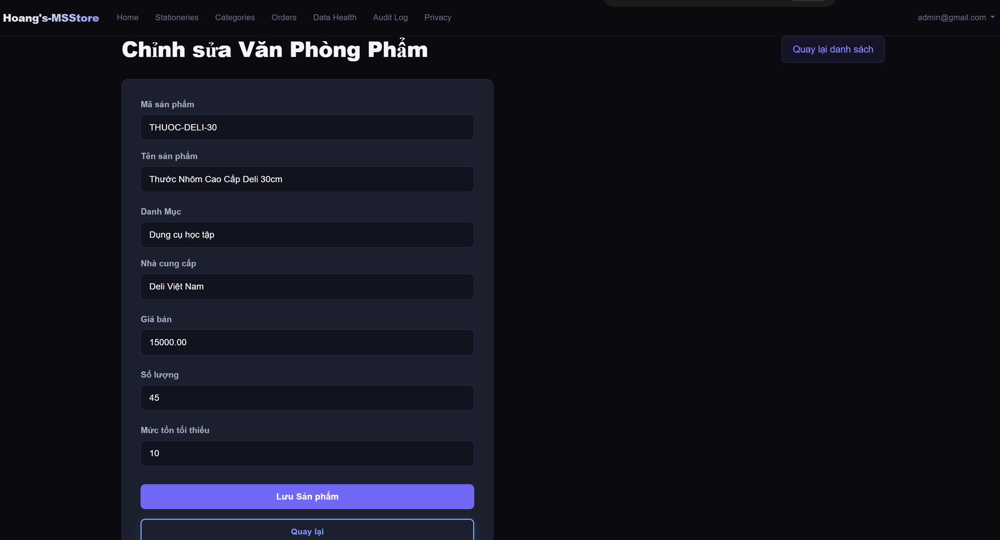 Hoang's-MSStore Home Stationeries Categories Orders Data Health Audit Log Privacy admin@gmail.com
Chỉnh sửa Văn Phòng Phẩm Quay lại danh sách
Mã sản phẩm
THUOC-DELI-30
Tên sản phẩm
Thước Nhôm Cao Cấp Deli 30cm
Danh Mục
Dụng cụ học tập
Nhà cung cấp
Deli Việt Nam
Giá bán
15000.00
Số lượng
45
Mức tồn tối thiểu
10
Lưu Sản phẩm
Quay lại